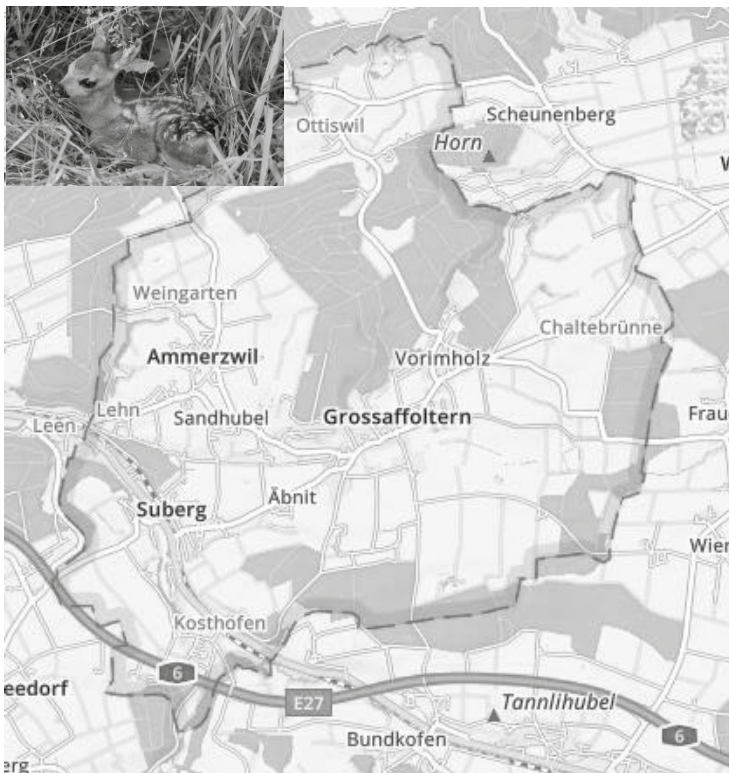 Scheunenberg
Ottiswil
Horn
W
Weingarten
Chaltebrünne
Ammerzwil
Vorimholz
Lehn
Sandhubel
Grossaffoltern
Frau
Leen
Äbnit
Suberg
Wier
Kosthofen
6
eedorf
E27
Tannlihubel
6
Bundkofen
erg